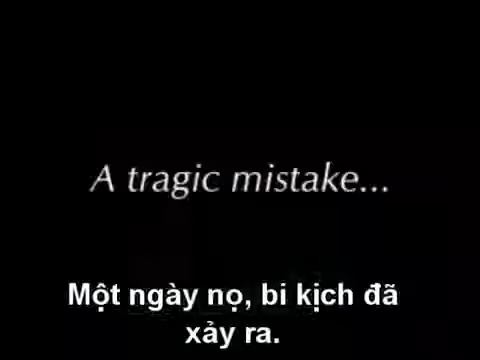 A tragic mistake...
Một ngày nọ, bi kịch đã
xảy ra.